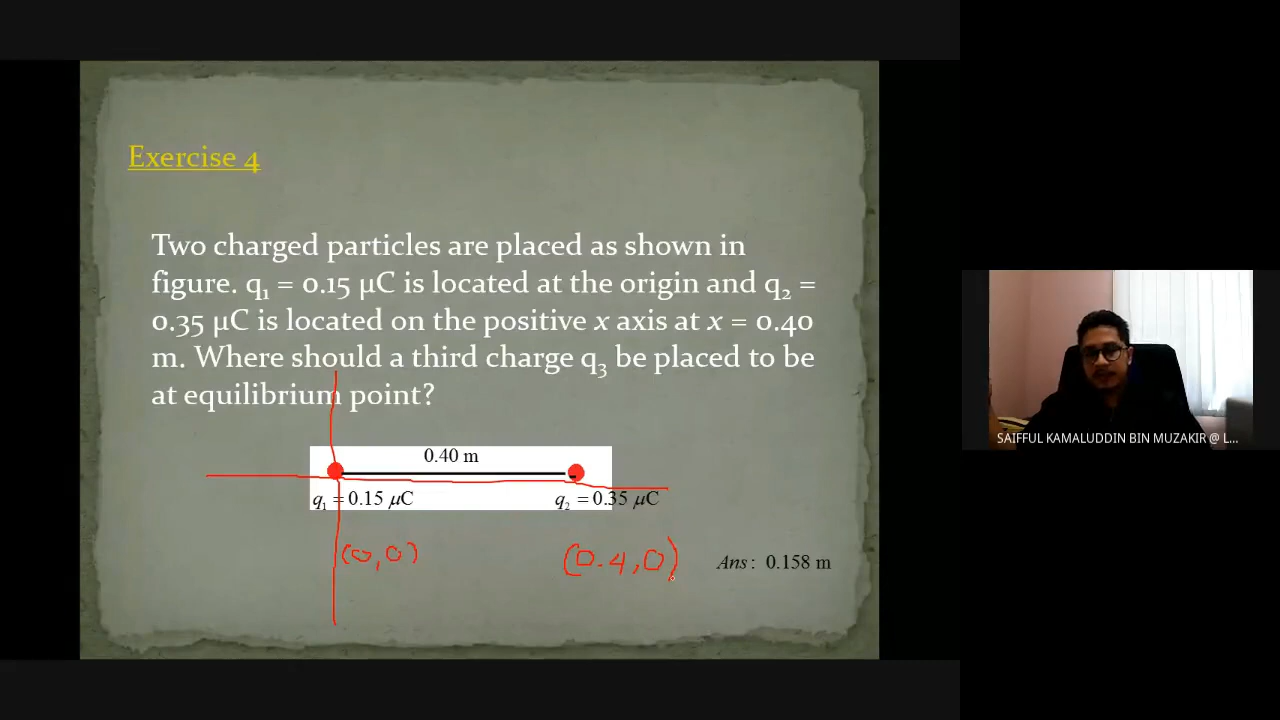 Exercise 4
Two charged particles are placed as shown in
figure. q₁ = 0.15 μC is located at the origin and q₂ =
0.35 μC is located on the positive x axis at x = 0.40
m. Where should a third charge q₃ be placed to be
at equilibrium point?
0.40 m
q₁ = 0.15 μC
q₂ = 0.35 μC
(0,0)
(0.4,0)
Ans: 0.158 m
SAIFFUL KAMALUDDIN BIN MUZAKIR @ L...